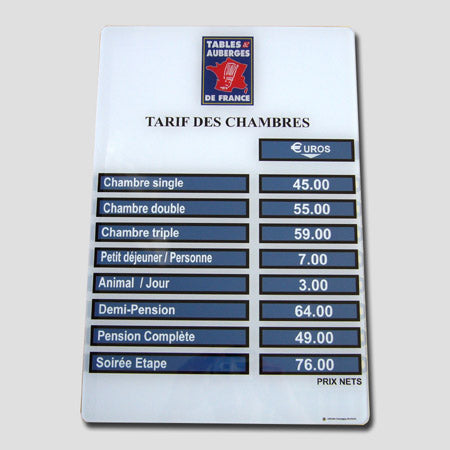 TABLES &
AUBERGES
DE FRANCE
TARIF DES CHAMBRES
€UROS
Chambre single 45.00
Chambre double 55.00
Chambre triple 59.00
Petit déjeuner / Personne 7.00
Animal / Jour 3.00
Demi-Pension 64.00
Pension Complète 49.00
Soirée Etape 76.00
PRIX NETS